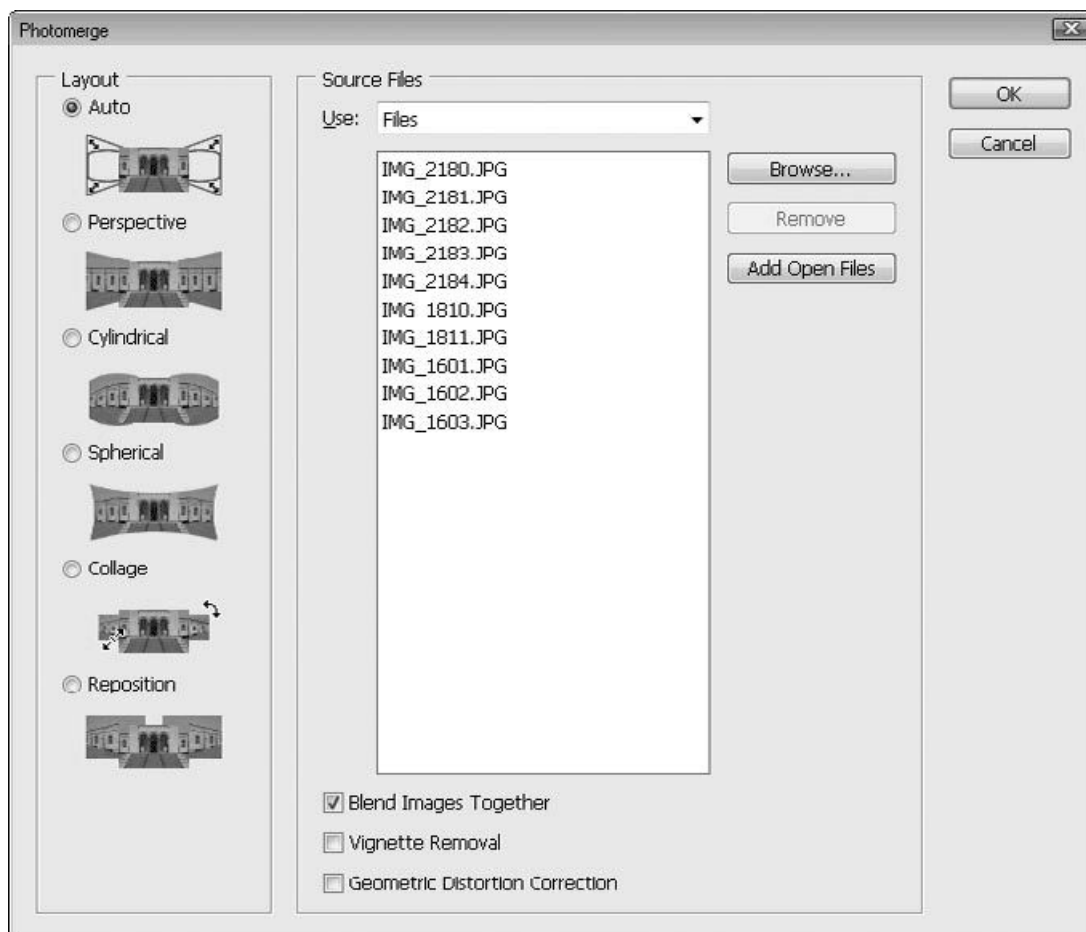 Photomerge
Layout
Auto
Perspective
Cylindrical
Spherical
Collage
Reposition
Source Files
Use: Files
IMG_2180.JPG
IMG_2181.JPG
IMG_2182.JPG
IMG_2183.JPG
IMG_2184.JPG
IMG 1810.JPG
IMG_1811.JPG
IMG_1601.JPG
IMG_1602.JPG
IMG_1603.JPG
Browse...
Remove
Add Open Files
Blend Images Together
Vignette Removal
Geometric Distortion Correction
OK
Cancel